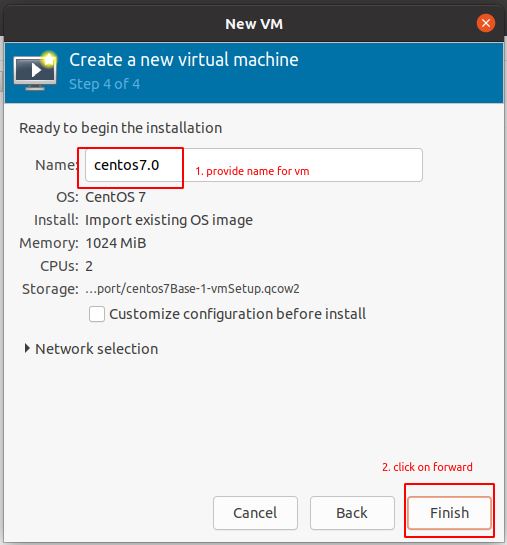 New VM
Create a new virtual machine
Step 4 of 4
Ready to begin the installation
Name: centos7.0 1. provide name for vm
OS: CentOS 7
Install: Import existing OS image
Memory: 1024 MiB
CPUs: 2
Storage: ...port/centos7Base-1-vmSetup.qcow2
Customize configuration before install
Network selection
2. click on forward
Cancel Back Finish